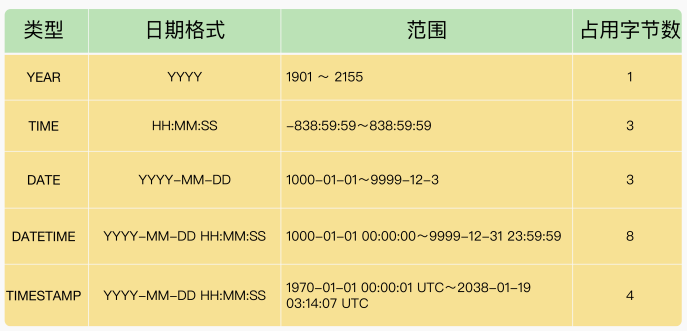 类型 日期格式 范围 占用字节数
YEAR YYYY 1901 ～ 2155 1
TIME HH:MM:SS -838:59:59～838:59:59 3
DATE YYYY-MM-DD 1000-01-01～9999-12-3 3
DATETIME YYYY-MM-DD HH:MM:SS 1000-01-01 00:00:00～9999-12-31 23:59:59 8
TIMESTAMP YYYY-MM-DD HH:MM:SS 1970-01-01 00:00:01 UTC～2038-01-19
03:14:07 UTC 4